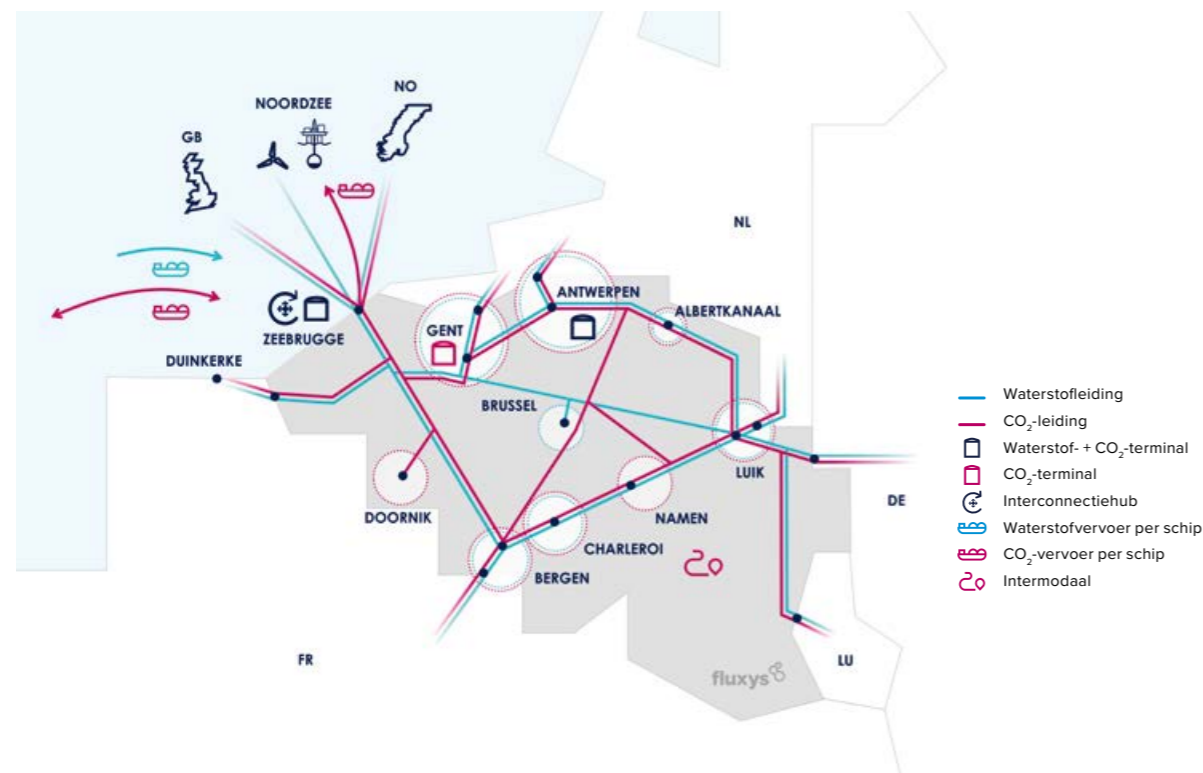 NO
NOORDZEE
GB
NL
ANTWERPEN
ALBERTKANAAL
GENT
ZEEBRUGGE
DUINKERKE
BRUSSEL
LUIK
DOORNIK
NAMEN
DE
CHARLEROI
BERGEN
FR
LU
fluxys
Waterstofleiding
CO₂-leiding
Waterstof- + CO₂-terminal
CO₂-terminal
Interconnectiehub
Waterstofvervoer per schip
CO₂-vervoer per schip
Intermodaal